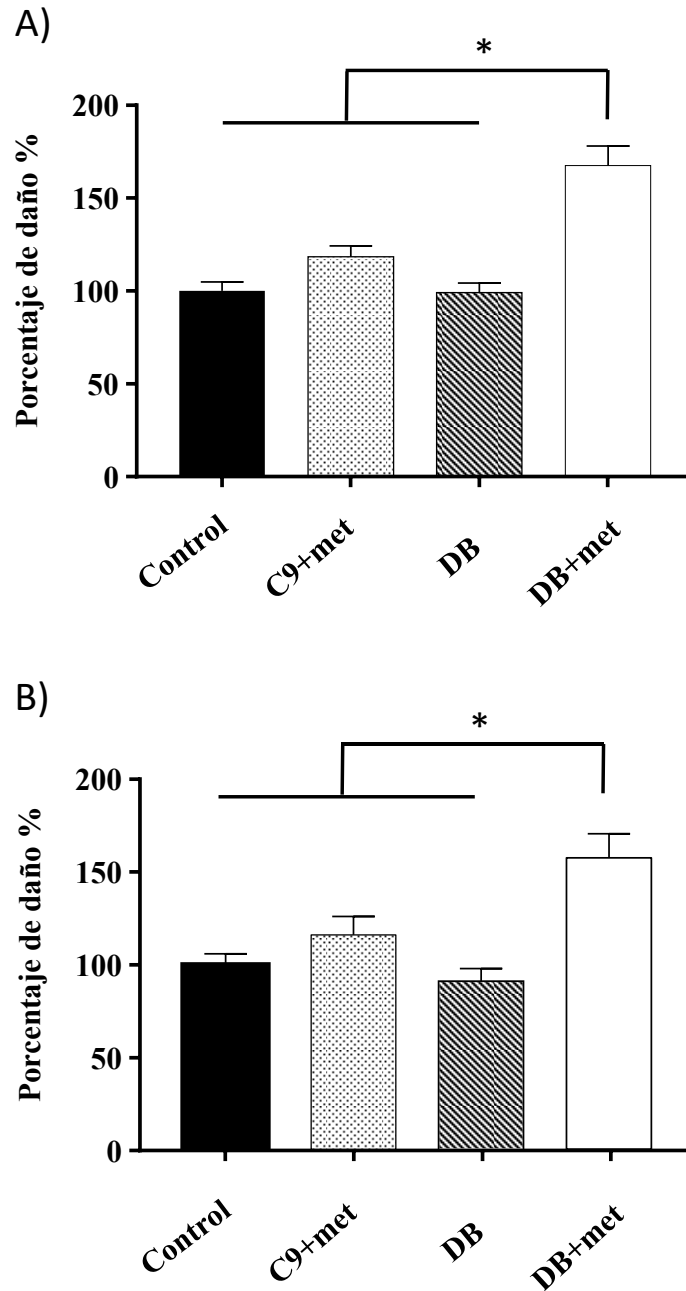 A)
*
Porcentaje de daño %
200
150
100
50
0
Control
C9+met
DB
DB+met
B)
*
Porcentaje de daño %
200
150
100
50
0
Control
C9+met
DB
DB+met